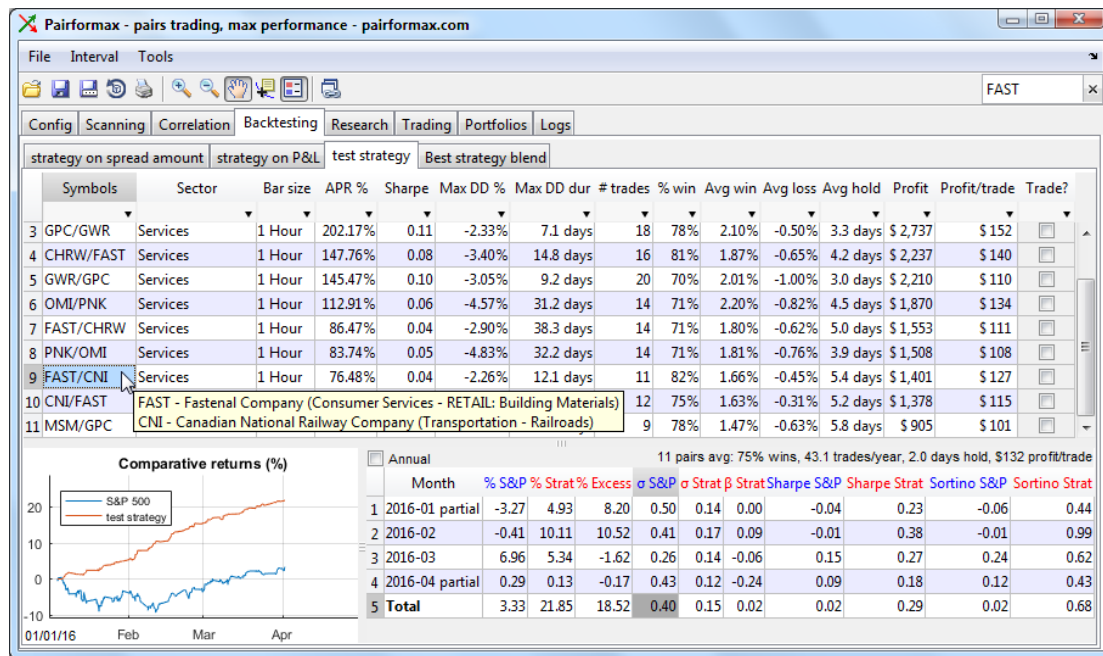 Pairformax - pairs trading, max performance - pairformax.com
File Interval Tools
FAST
Config Scanning Correlation Backtesting Research Trading Portfolios Logs
strategy on spread amount strategy on P&L test strategy Best strategy blend
Symbols Sector Bar size APR % Sharpe Max DD % Max DD dur # trades % win Avg win Avg loss Avg hold Profit Profit/trade Trade?
3 GPC/GWR Services 1 Hour 202.17% 0.11 -2.33% 7.1 days 18 78% 2.10% -0.50% 3.3 days $ 2,737 $ 152
4 CHRW/FAST Services 1 Hour 147.76% 0.08 -3.40% 14.8 days 16 81% 1.87% -0.65% 4.2 days $ 2,237 $ 140
5 GWR/GPC Services 1 Hour 145.47% 0.10 -3.05% 9.2 days 20 70% 2.01% -1.00% 3.0 days $ 2,210 $ 110
6 OMI/PNK Services 1 Hour 112.91% 0.06 -4.57% 31.2 days 14 71% 2.20% -0.82% 4.5 days $ 1,870 $ 134
7 FAST/CHRW Services 1 Hour 86.47% 0.04 -2.90% 38.3 days 14 71% 1.80% -0.62% 5.0 days $ 1,553 $ 111
8 PNK/OMI Services 1 Hour 83.74% 0.05 -4.83% 32.2 days 14 71% 1.81% -0.76% 3.9 days $ 1,508 $ 108
9 FAST/CNI Services 1 Hour 76.48% 0.04 -2.26% 12.1 days 11 82% 1.66% -0.45% 5.4 days $ 1,401 $ 127
10 CNI/FAST 12 75% 1.63% -0.31% 5.2 days $ 1,378 $ 115
FAST - Fastenal Company (Consumer Services - RETAIL: Building Materials)
CNI - Canadian National Railway Company (Transportation - Railroads)
11 MSM/GPC 9 78% 1.47% -0.63% 5.8 days $ 905 $ 101
Comparative returns (%)
S&P 500
test strategy
20
10
0
-10
01/01/16 Feb Mar Apr
Annual
11 pairs avg: 75% wins, 43.1 trades/year, 2.0 days hold, $132 profit/trade
Month % S&P % Strat % Excess σ S&P σ Strat β Strat Sharpe S&P Sharpe Strat Sortino S&P Sortino Strat
1 2016-01 partial -3.27 4.93 8.20 0.50 0.14 0.00 -0.04 0.23 -0.06 0.44
2 2016-02 -0.41 10.11 10.52 0.41 0.17 0.09 -0.01 0.38 -0.01 0.99
3 2016-03 6.96 5.34 -1.62 0.26 0.14 -0.06 0.15 0.27 0.24 0.62
4 2016-04 partial 0.29 0.13 -0.17 0.43 0.12 -0.24 0.09 0.18 0.12 0.43
5 Total 3.33 21.85 18.52 0.40 0.15 0.02 0.02 0.29 0.02 0.68